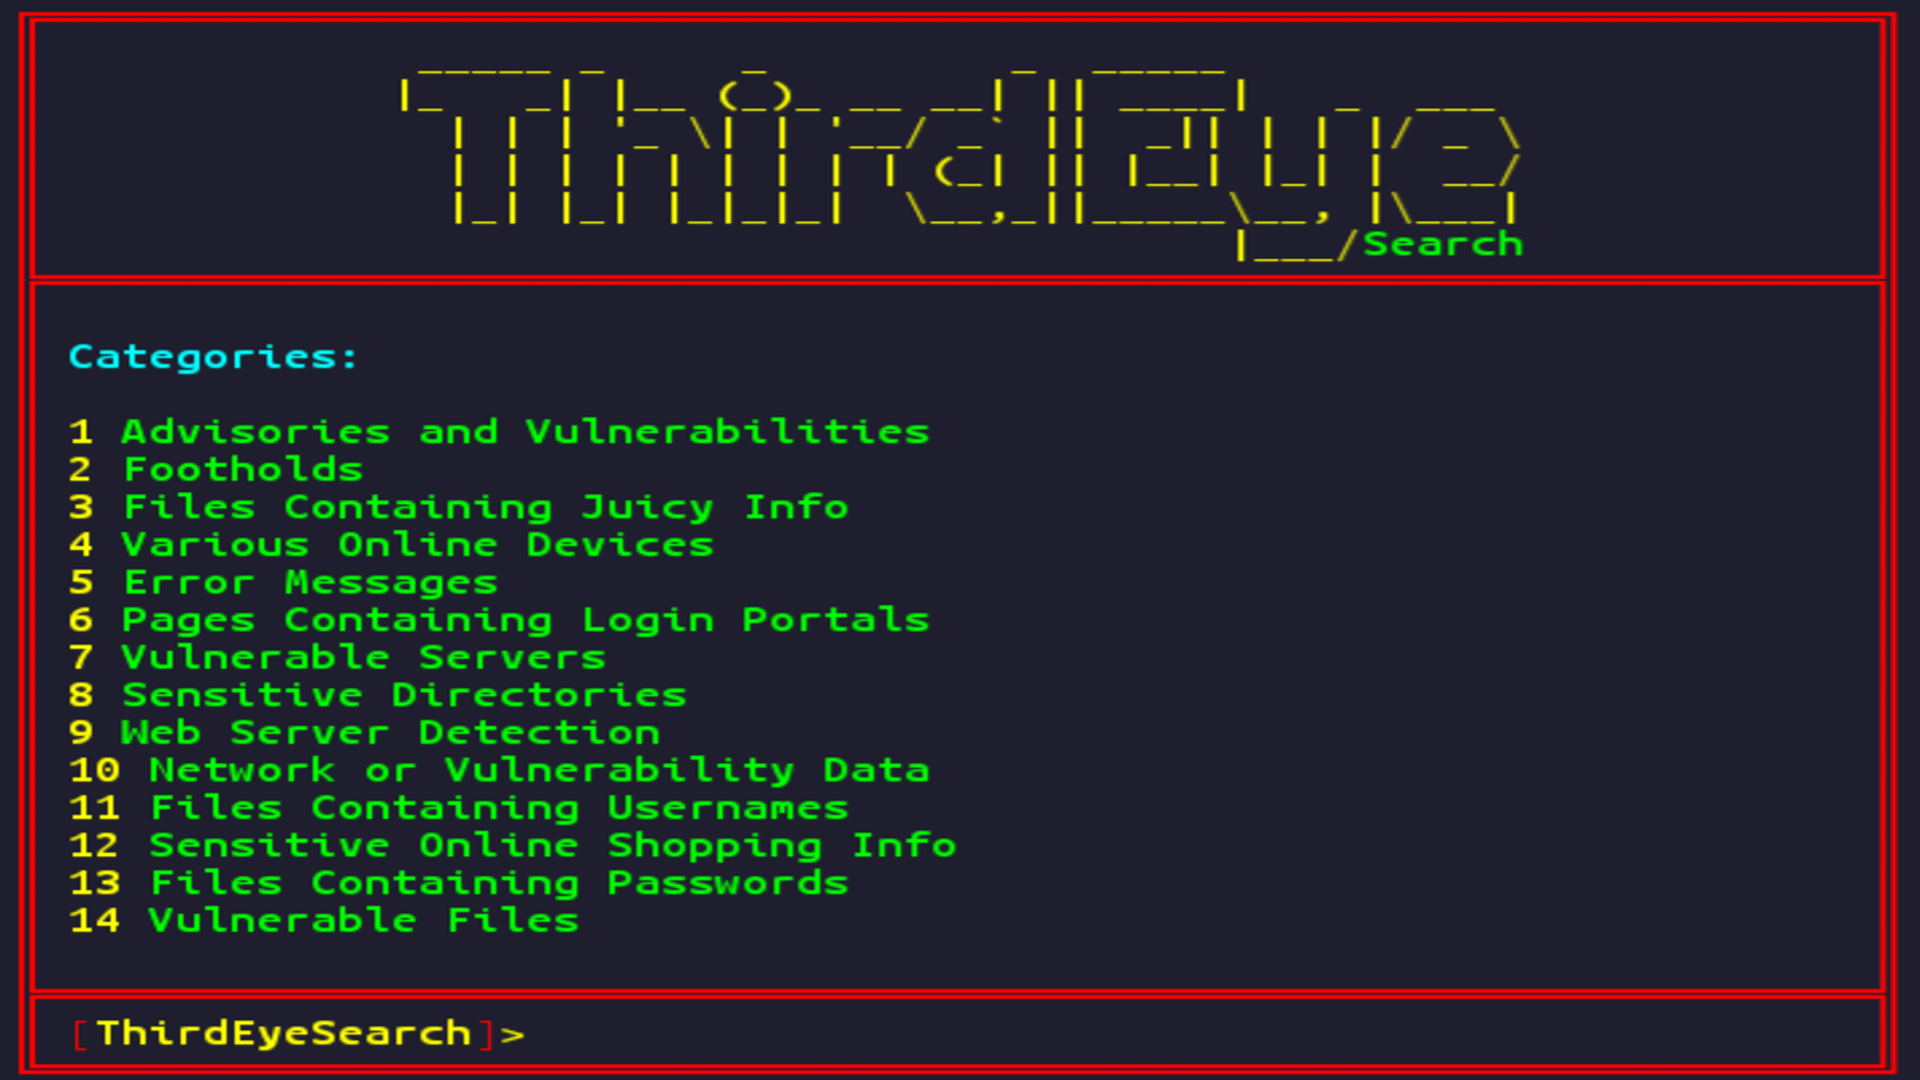 ThirdEye
Search
Categories:
1 Advisories and Vulnerabilities
2 Footholds
3 Files Containing Juicy Info
4 Various Online Devices
5 Error Messages
6 Pages Containing Login Portals
7 Vulnerable Servers
8 Sensitive Directories
9 Web Server Detection
10 Network or Vulnerability Data
11 Files Containing Usernames
12 Sensitive Online Shopping Info
13 Files Containing Passwords
14 Vulnerable Files
[ThirdEyeSearch]>